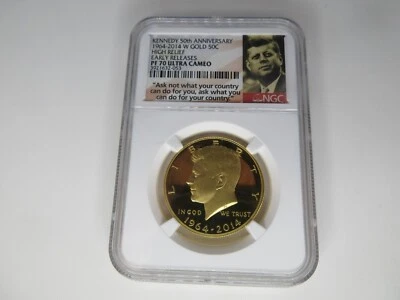 KENNEDY 50th ANNIVERSARY
1964-2014 W GOLD 50C
HIGH RELIEF
EARLY RELEASES
PF 70 ULTRA CAMEO
"Ask not what your country
can do for you, ask what you
can do for your country."
NGC
LIBERTY
IN GOD WE TRUST
1964-2014